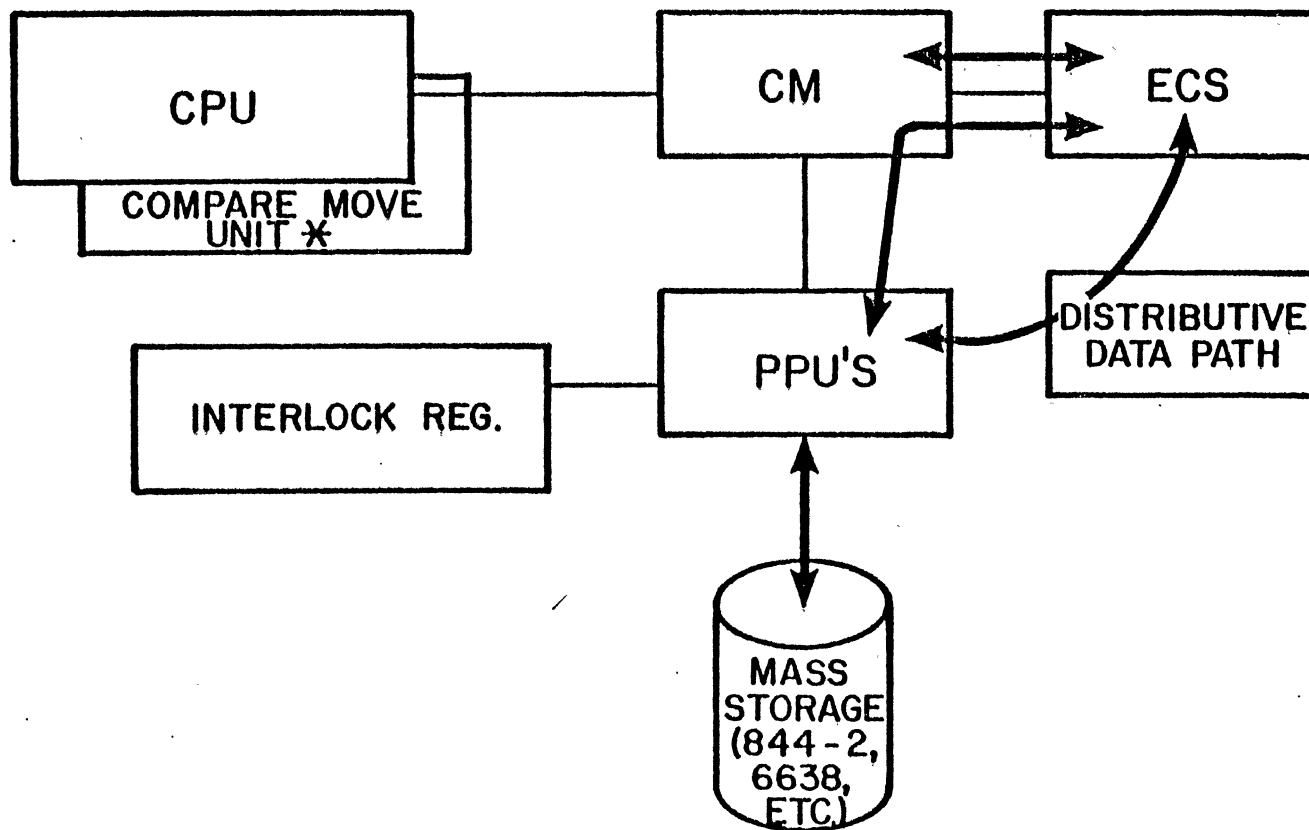 CPU
COMPARE MOVE
UNIT *
CM
ECS
DISTRIBUTIVE
DATA PATH
PPU'S
INTERLOCK REG.
MASS
STORAGE
(844-2,
6638,
ETC.)